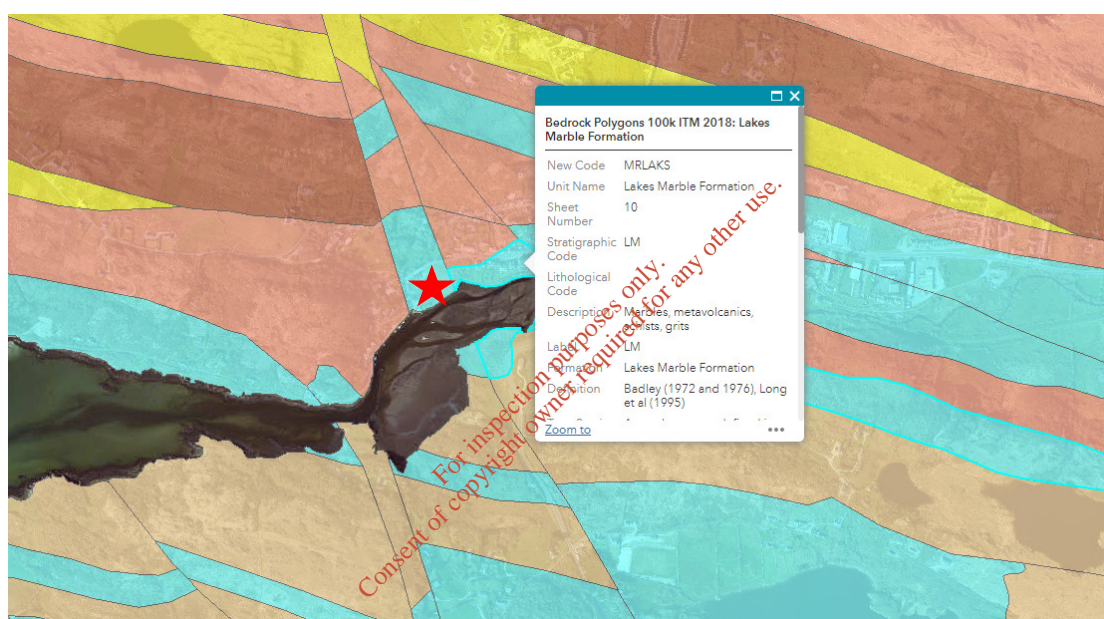 Bedrock Polygons 100k ITM 2018: Lakes
Marble Formation
New Code MRLAKS
Unit Name Lakes Marble Formation
Sheet Number 10
Stratigraphic Code LM
Lithological Code
Description Marbles, metavolcanics,
schists, grits
Label LM
Formation Lakes Marble Formation
Definition Badley (1972 and 1976), Long
et al (1995)
Zoom to
For inspection purposes only.
Consent of copyright owner required for any other use.